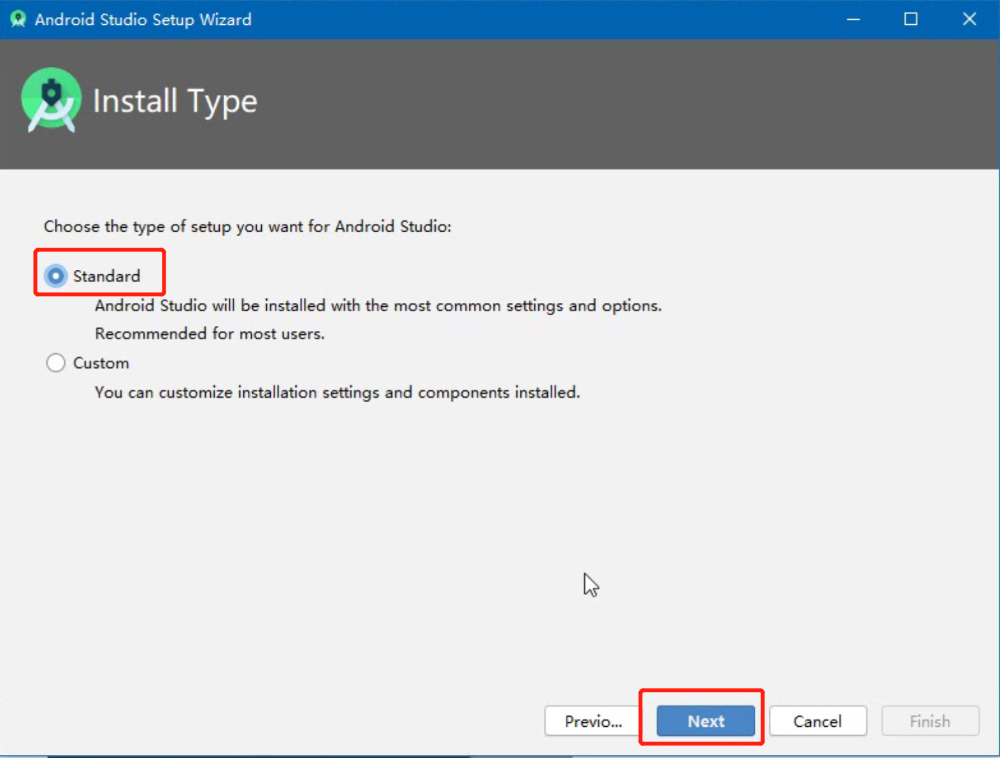 Android Studio Setup Wizard
Install Type
Choose the type of setup you want for Android Studio:
Standard
Android Studio will be installed with the most common settings and options.
Recommended for most users.
Custom
You can customize installation settings and components installed.
Previo... Next Cancel Finish